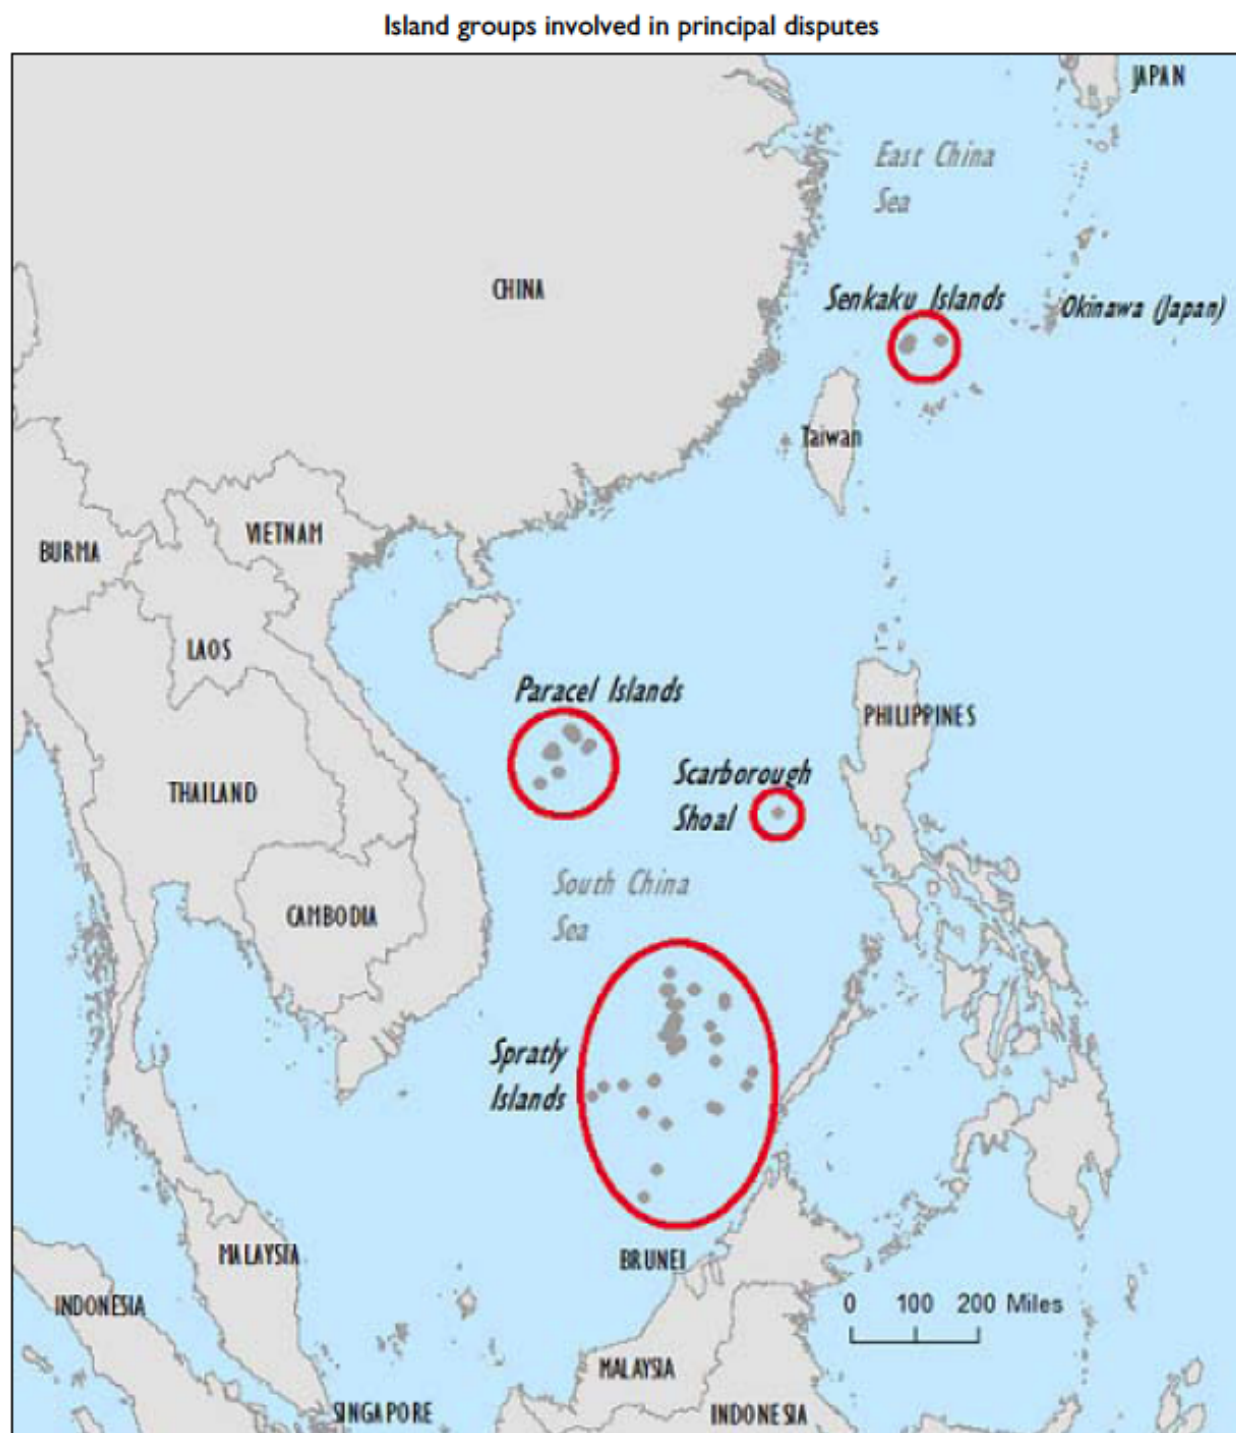 Island groups involved in principal disputes
JAPAN
East China
Sea
CHINA
Senkaku Islands
Okinawa (Japan)
Taiwan
VIETNAM
BURMA
LAOS
Paracel Islands
PHILIPPINES
Scarborough
Shoal
THAILAND
South China
Sea
CAMBODIA
Spratly
Islands
MALAYSIA
BRUNEI
INDONESIA
0 100 200 Miles
MALAYSIA
SINGAPORE
INDONESIA